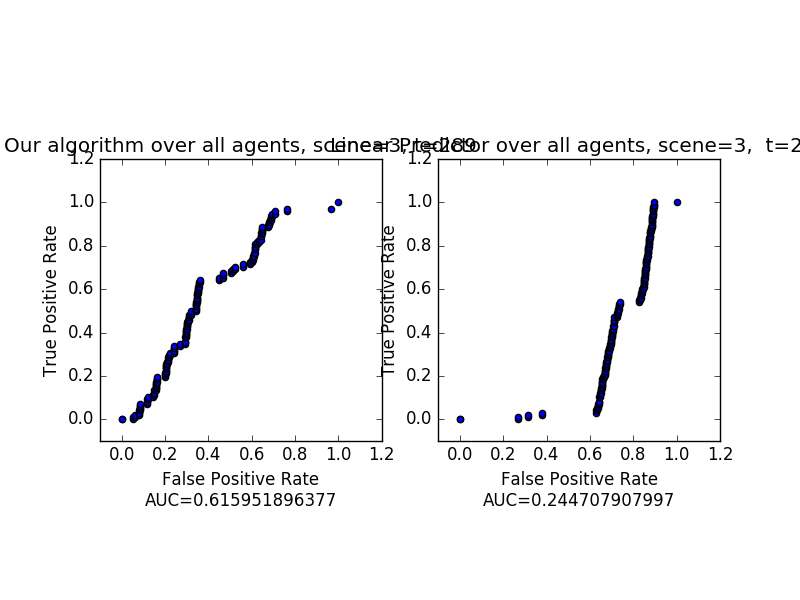 Our algorithm over all agents, scene=3, t=289
Linear Predictor over all agents, scene=3, t=2
1.2
1.0
0.8
0.6
0.4
0.2
0.0
True Positive Rate
0.0 0.2 0.4 0.6 0.8 1.0 1.2
False Positive Rate
AUC=0.615951896377
1.2
1.0
0.8
0.6
0.4
0.2
0.0
True Positive Rate
0.0 0.2 0.4 0.6 0.8 1.0 1.2
False Positive Rate
AUC=0.244707907997